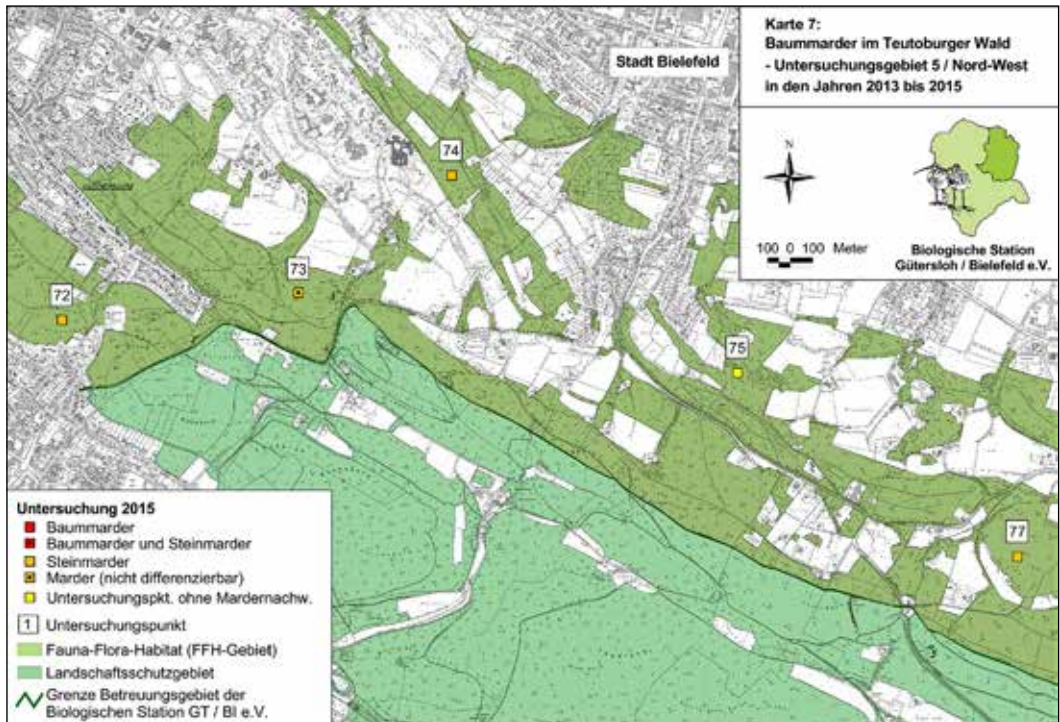 Karte 7:
Baummarder im Teutoburger Wald
- Untersuchungsgebiet 5 / Nord-West
in den Jahren 2013 bis 2015
Stadt Bielefeld
N
100 0 100 Meter
Biologische Station
Gütersloh / Bielefeld e.V.
74
73
72
75
77
Untersuchung 2015
Baummarder
Baummarder und Steinmarder
Steinmarder
Marder (nicht differenzierbar)
Untersuchungspkt. ohne Mardernachw.
1 Untersuchungspunkt
Fauna-Flora-Habitat (FFH-Gebiet)
Landschaftsschutzgebiet
Grenze Betreuungsgebiet der
Biologischen Station GT / BI e.V.